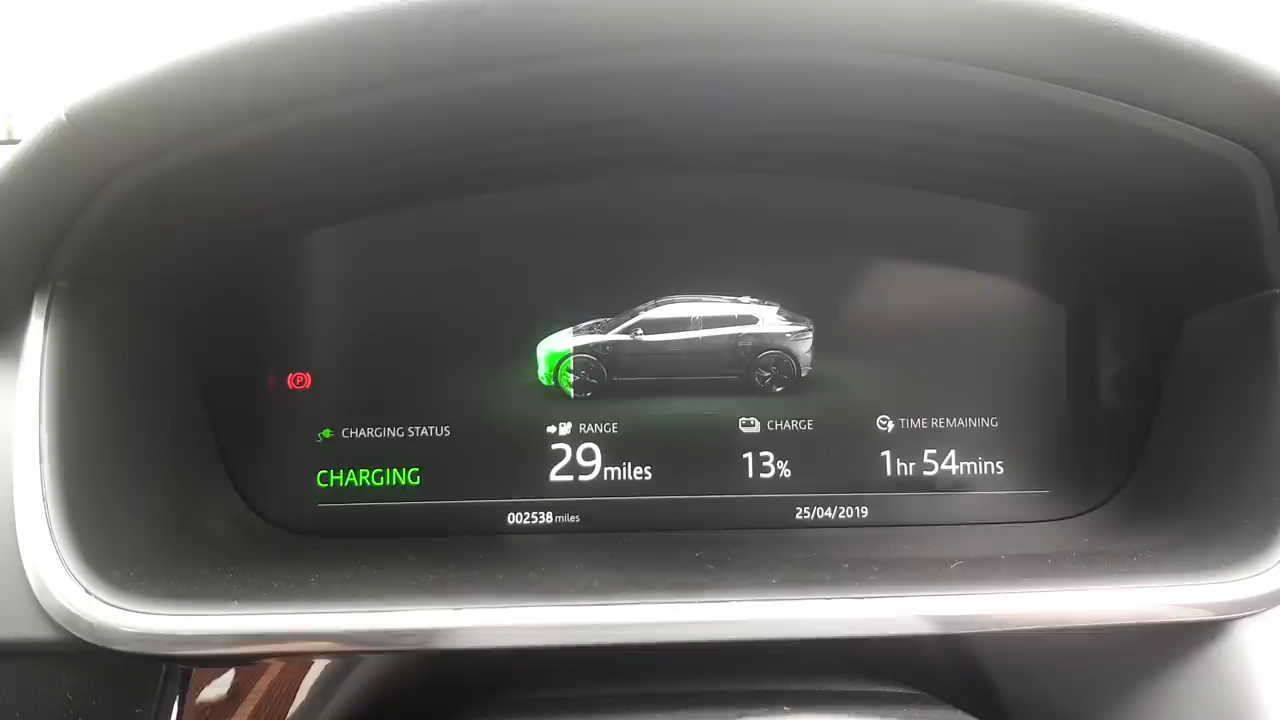 P
CHARGING STATUS
CHARGING
RANGE
29miles
CHARGE
13%
TIME REMAINING
1hr 54mins
002538 miles
25/04/2019